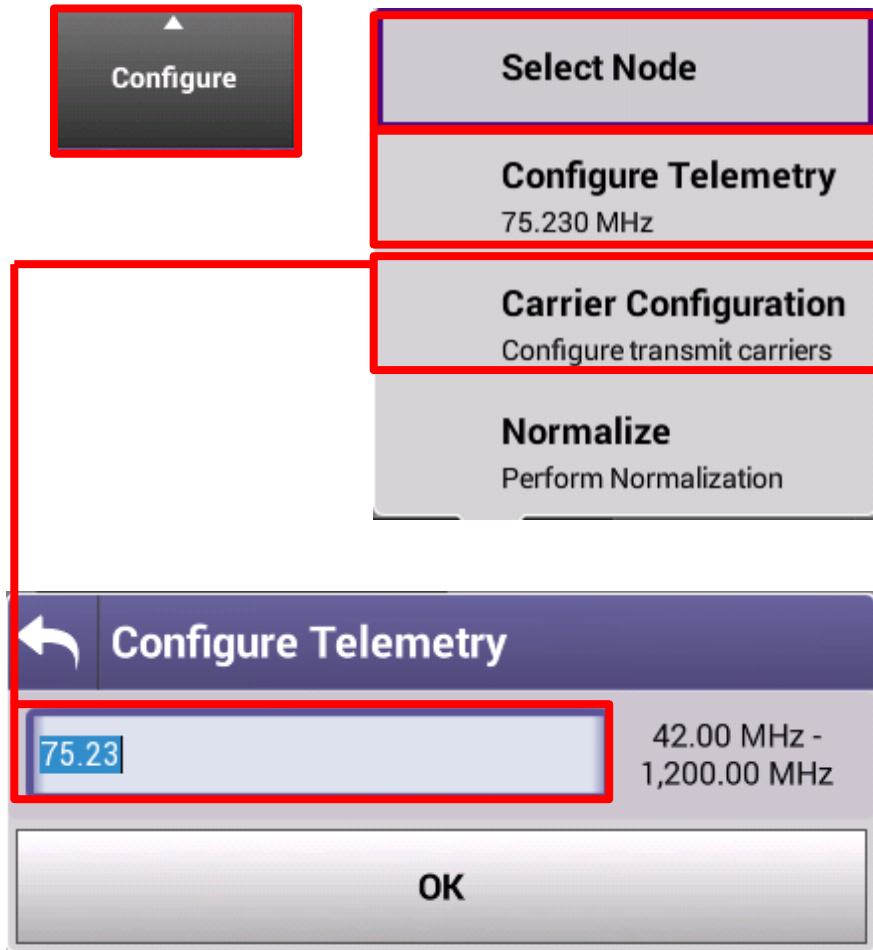 Configure
Select Node
Configure Telemetry
75.230 MHz
Carrier Configuration
Configure transmit carriers
Normalize
Perform Normalization
Configure Telemetry
75.23
42.00 MHz -
1,200.00 MHz
OK